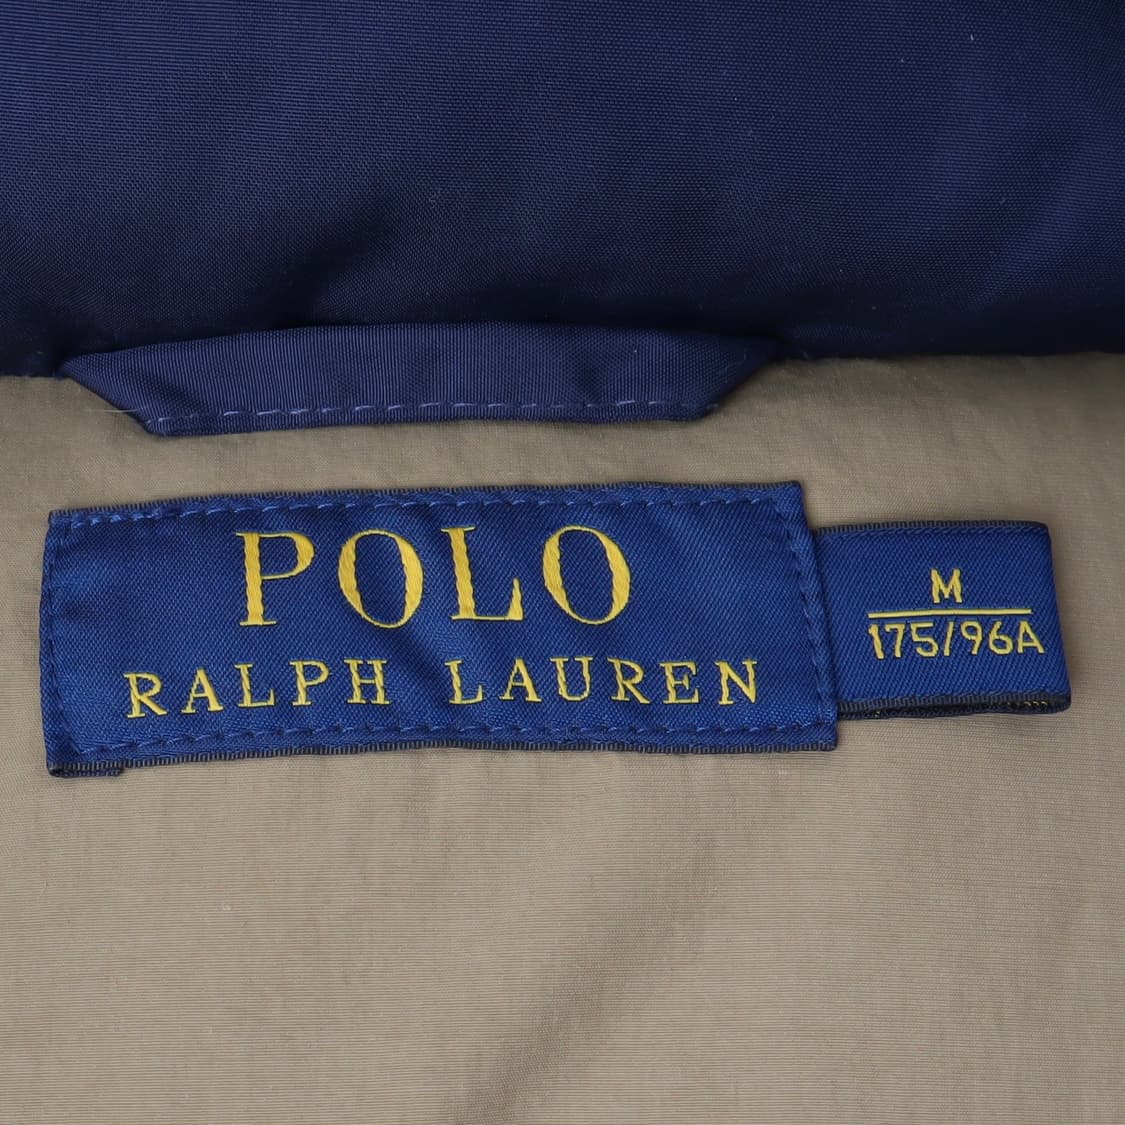 POLO
RALPH LAUREN
M
175/96A